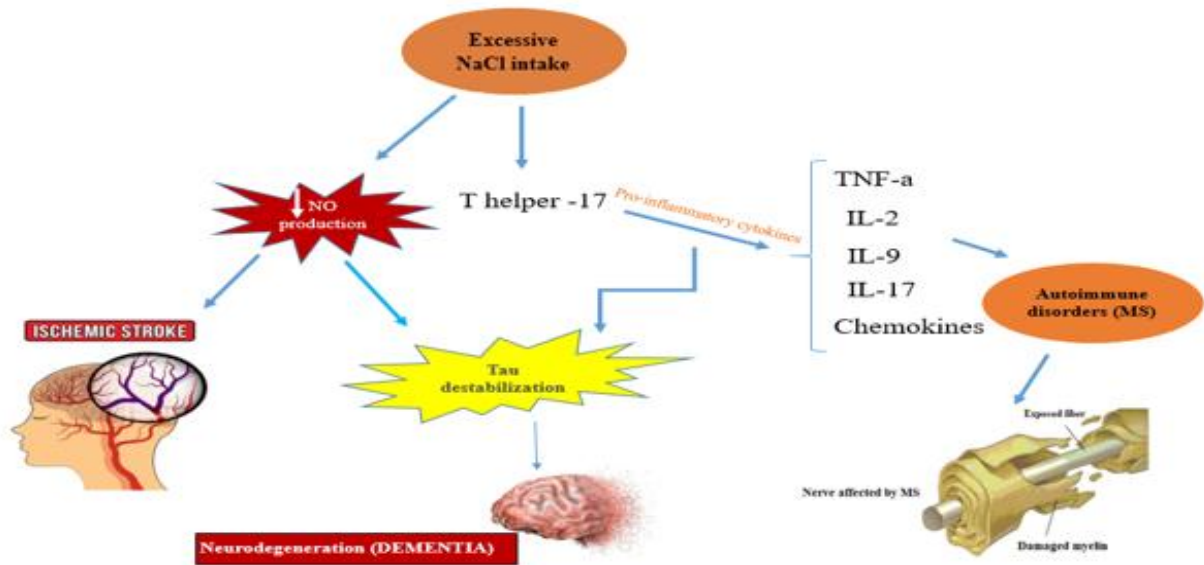 Excessive
NaCl intake
NO
production
T helper -17
Pro-inflammatory cytokines
TNF-a
IL-2
IL-9
IL-17
Chemokines
Autoimmune
disorders (MS)
ISCHEMIC STROKE
Tau
destabilization
Exposed fiber
Nerve affected by MS
Damaged myelin
Neurodegeneration (DEMENTIA)